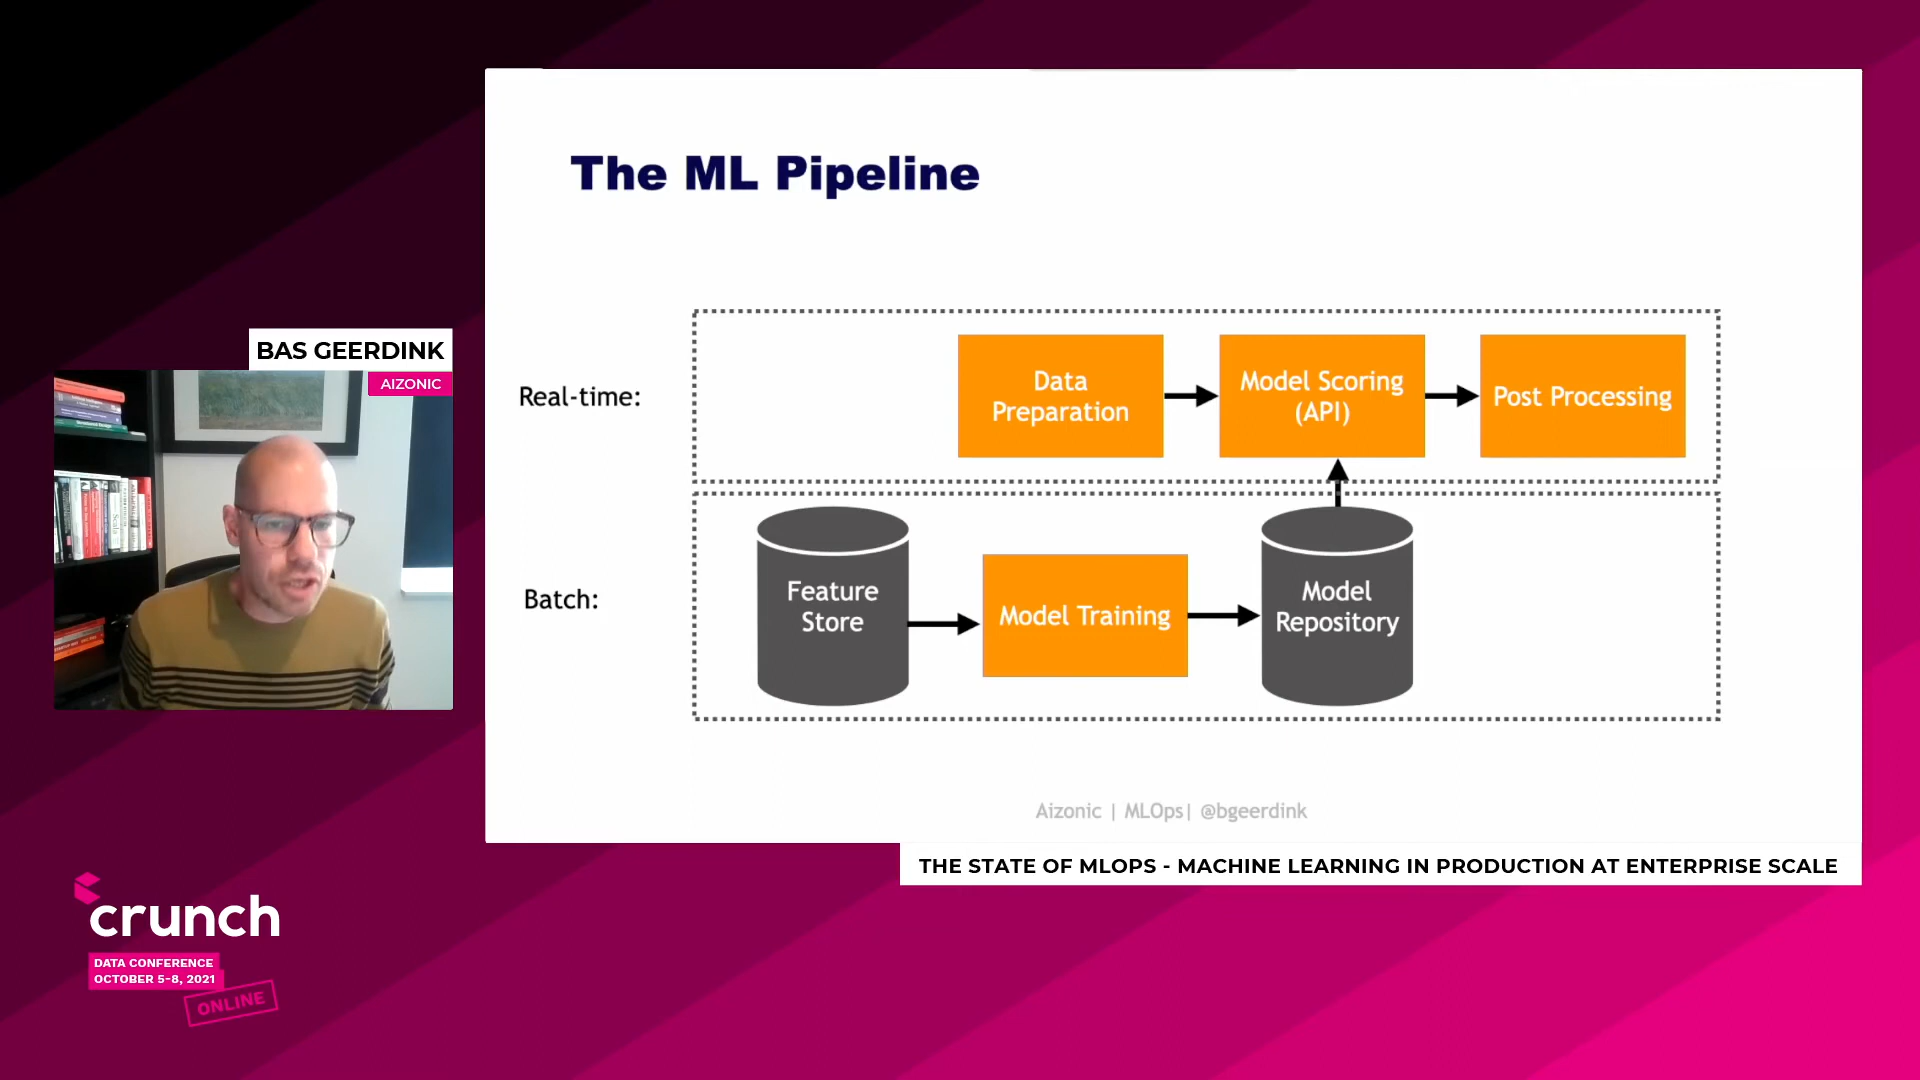 The ML Pipeline
BAS GEERDINK
AIZONIC
Real-time:
Data
Preparation
Model Scoring
(API)
Post Processing
Batch:
Feature
Store
Model Training
Model
Repository
Aizonic | MLOps| @bgeerdink
THE STATE OF MLOPS - MACHINE LEARNING IN PRODUCTION AT ENTERPRISE SCALE
crunch
DATA CONFERENCE
OCTOBER 5-8, 2021
ONLINE